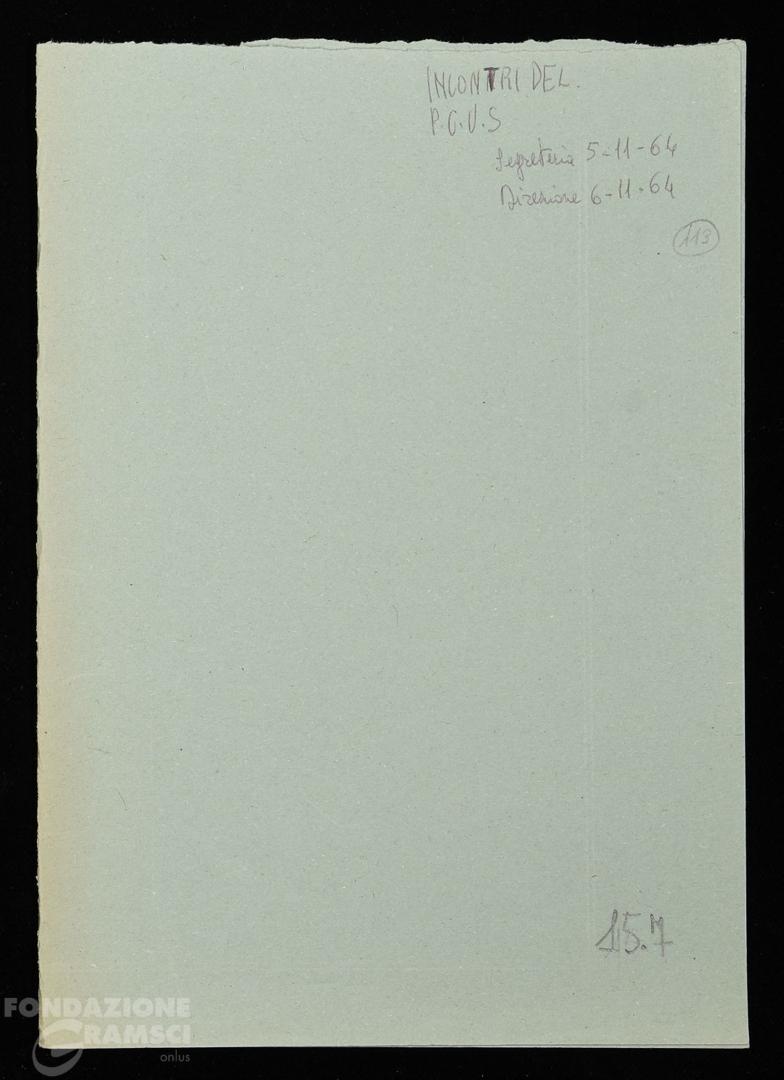 INCONTRI DEL.
P.C.U.S
Segreteria 5-11-64
Direzione 6-11-64
113
15.7
FONDAZIONE
GRAMSCI
onlus